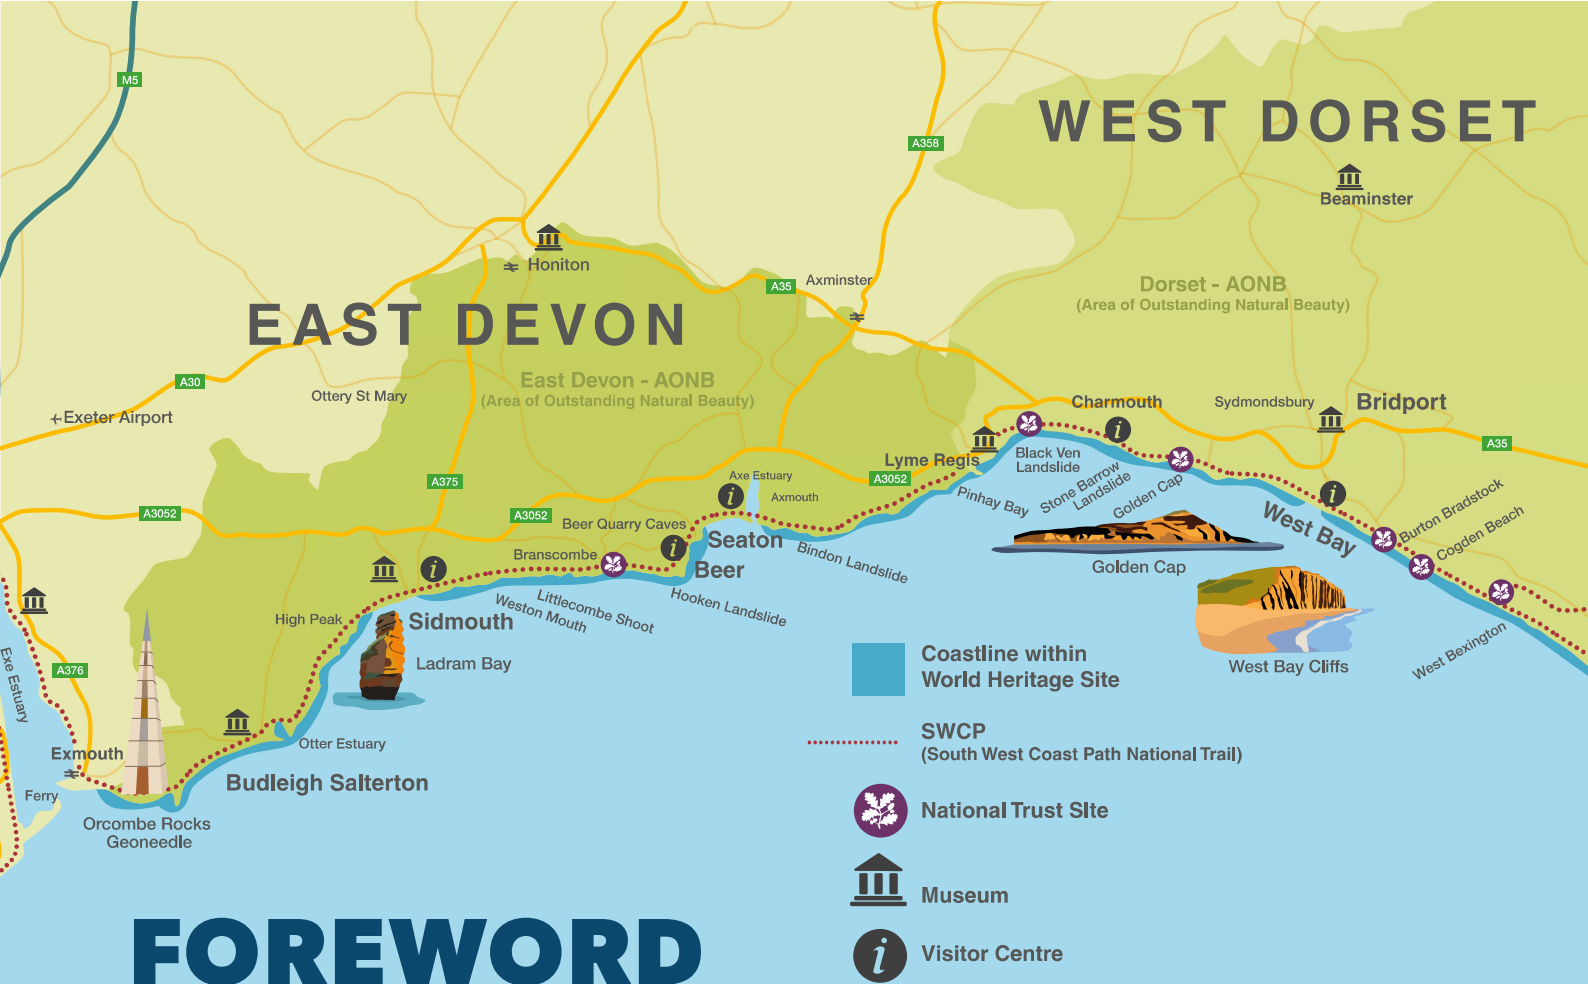 M5
A358
WEST DORSET
Beaminster
Honiton
Axminster
A35
Dorset - AONB
(Area of Outstanding Natural Beauty)
EAST DEVON
East Devon - AONB
(Area of Outstanding Natural Beauty)
A30
Ottery St Mary
Exeter Airport
Charmouth
Sydmondsbury
Bridport
A35
Black Ven
Landslide
Lyme Regis
A3052
Pinhay Bay
Stone Barrow
Landslide
Golden Cap
A375
Axe Estuary
Axmouth
A3052
A3052
Beer Quarry Caves
Seaton
Beer
Branscombe
Bindon Landslide
West Bay
Burton Bradstock
Cogden Beach
Golden Cap
Hooken Landslide
Littlecombe Shoot
Weston Mouth
High Peak
Sidmouth
Ladram Bay
West Bay Cliffs
West Bexington
Exe Estuary
A376
Otter Estuary
Exmouth
Budleigh Salterton
Ferry
Orcombe Rocks
Geoneedle
Coastline within
World Heritage Site
SWCP
(South West Coast Path National Trail)
National Trust SIte
Museum
i
Visitor Centre
FOREWORD